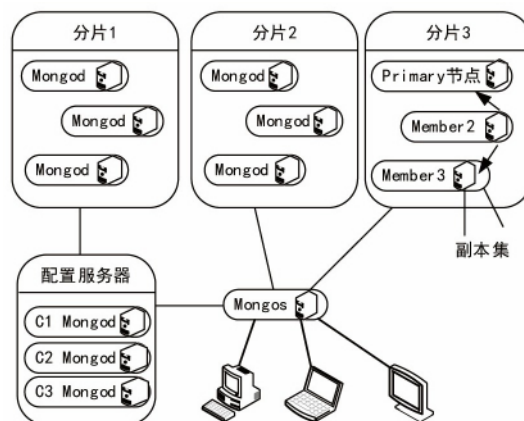 分片1
Mongod
Mongod
Mongod
分片2
Mongod
Mongod
Mongod
分片3
Primary节点
Member2
Member3
副本集
配置服务器
C1 Mongod
C2 Mongod
C3 Mongod
Mongos